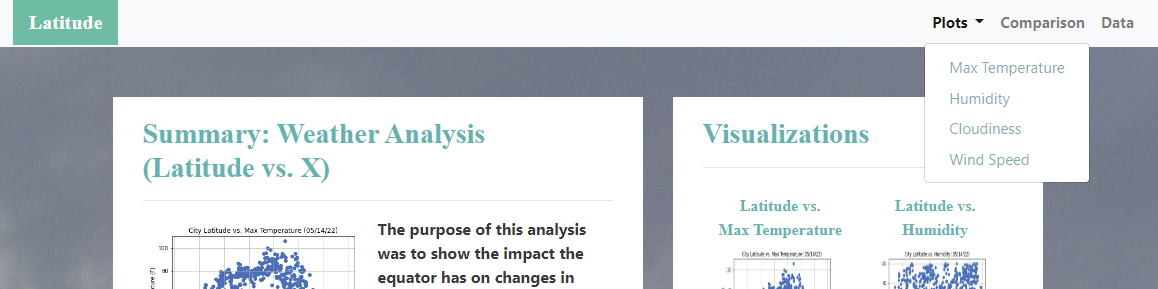 Latitude
Plots
Comparison
Data
Max Temperature
Humidity
Cloudiness
Wind Speed
Summary: Weather Analysis
(Latitude vs. X)
City Latitude vs. Max Temperature (05/14/22)
100
80
The purpose of this analysis
was to show the impact the
equator has on changes in
Visualizations
Latitude vs.
Max Temperature
City Latitude vs. Max Temperature (05/14/22)
Latitude vs.
Humidity
City Latitude vs. Humidity (05/14/22)
100
80